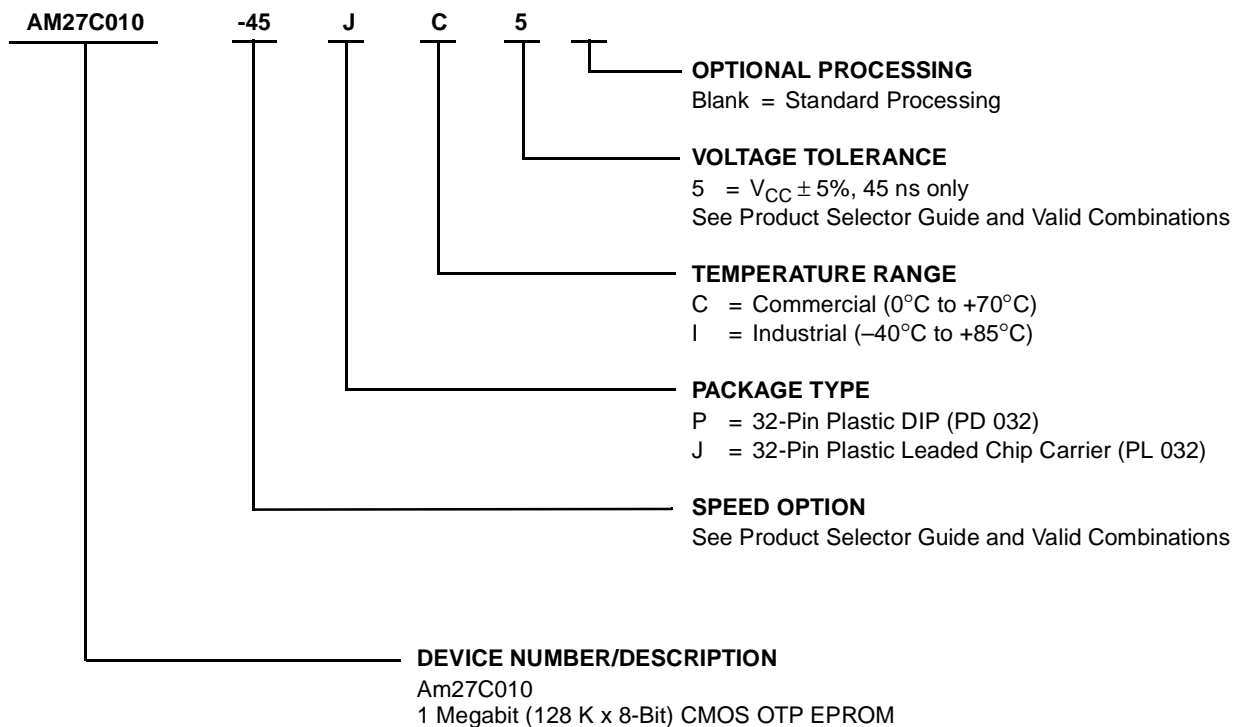 AM27C010 -45 J C 5
OPTIONAL PROCESSING
Blank = Standard Processing
VOLTAGE TOLERANCE
5 = VCC ± 5%, 45 ns only
See Product Selector Guide and Valid Combinations
TEMPERATURE RANGE
C = Commercial (0°C to +70°C)
I = Industrial (–40°C to +85°C)
PACKAGE TYPE
P = 32-Pin Plastic DIP (PD 032)
J = 32-Pin Plastic Leaded Chip Carrier (PL 032)
SPEED OPTION
See Product Selector Guide and Valid Combinations
DEVICE NUMBER/DESCRIPTION
Am27C010
1 Megabit (128 K x 8-Bit) CMOS OTP EPROM